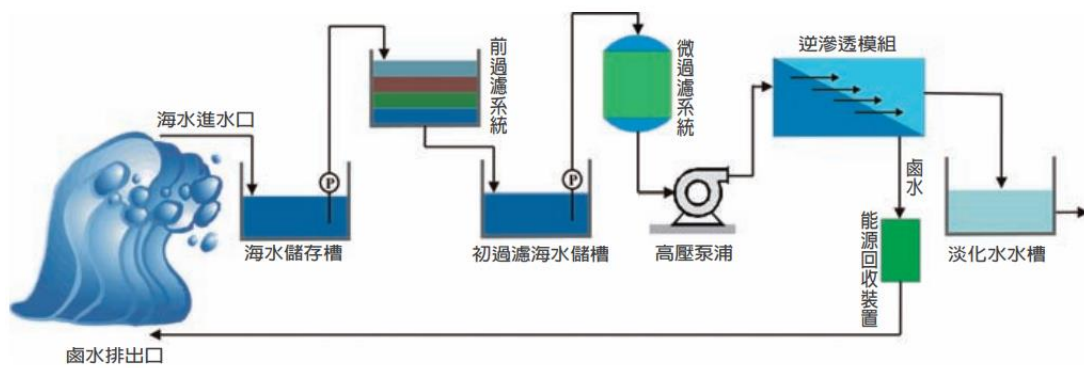 海水進水口
海水儲存槽
P
前過濾系統
初過濾海水儲槽
P
微過濾系統
高壓泵浦
逆滲透模組
鹵水
能源回收裝置
淡化水水槽
鹵水排出口